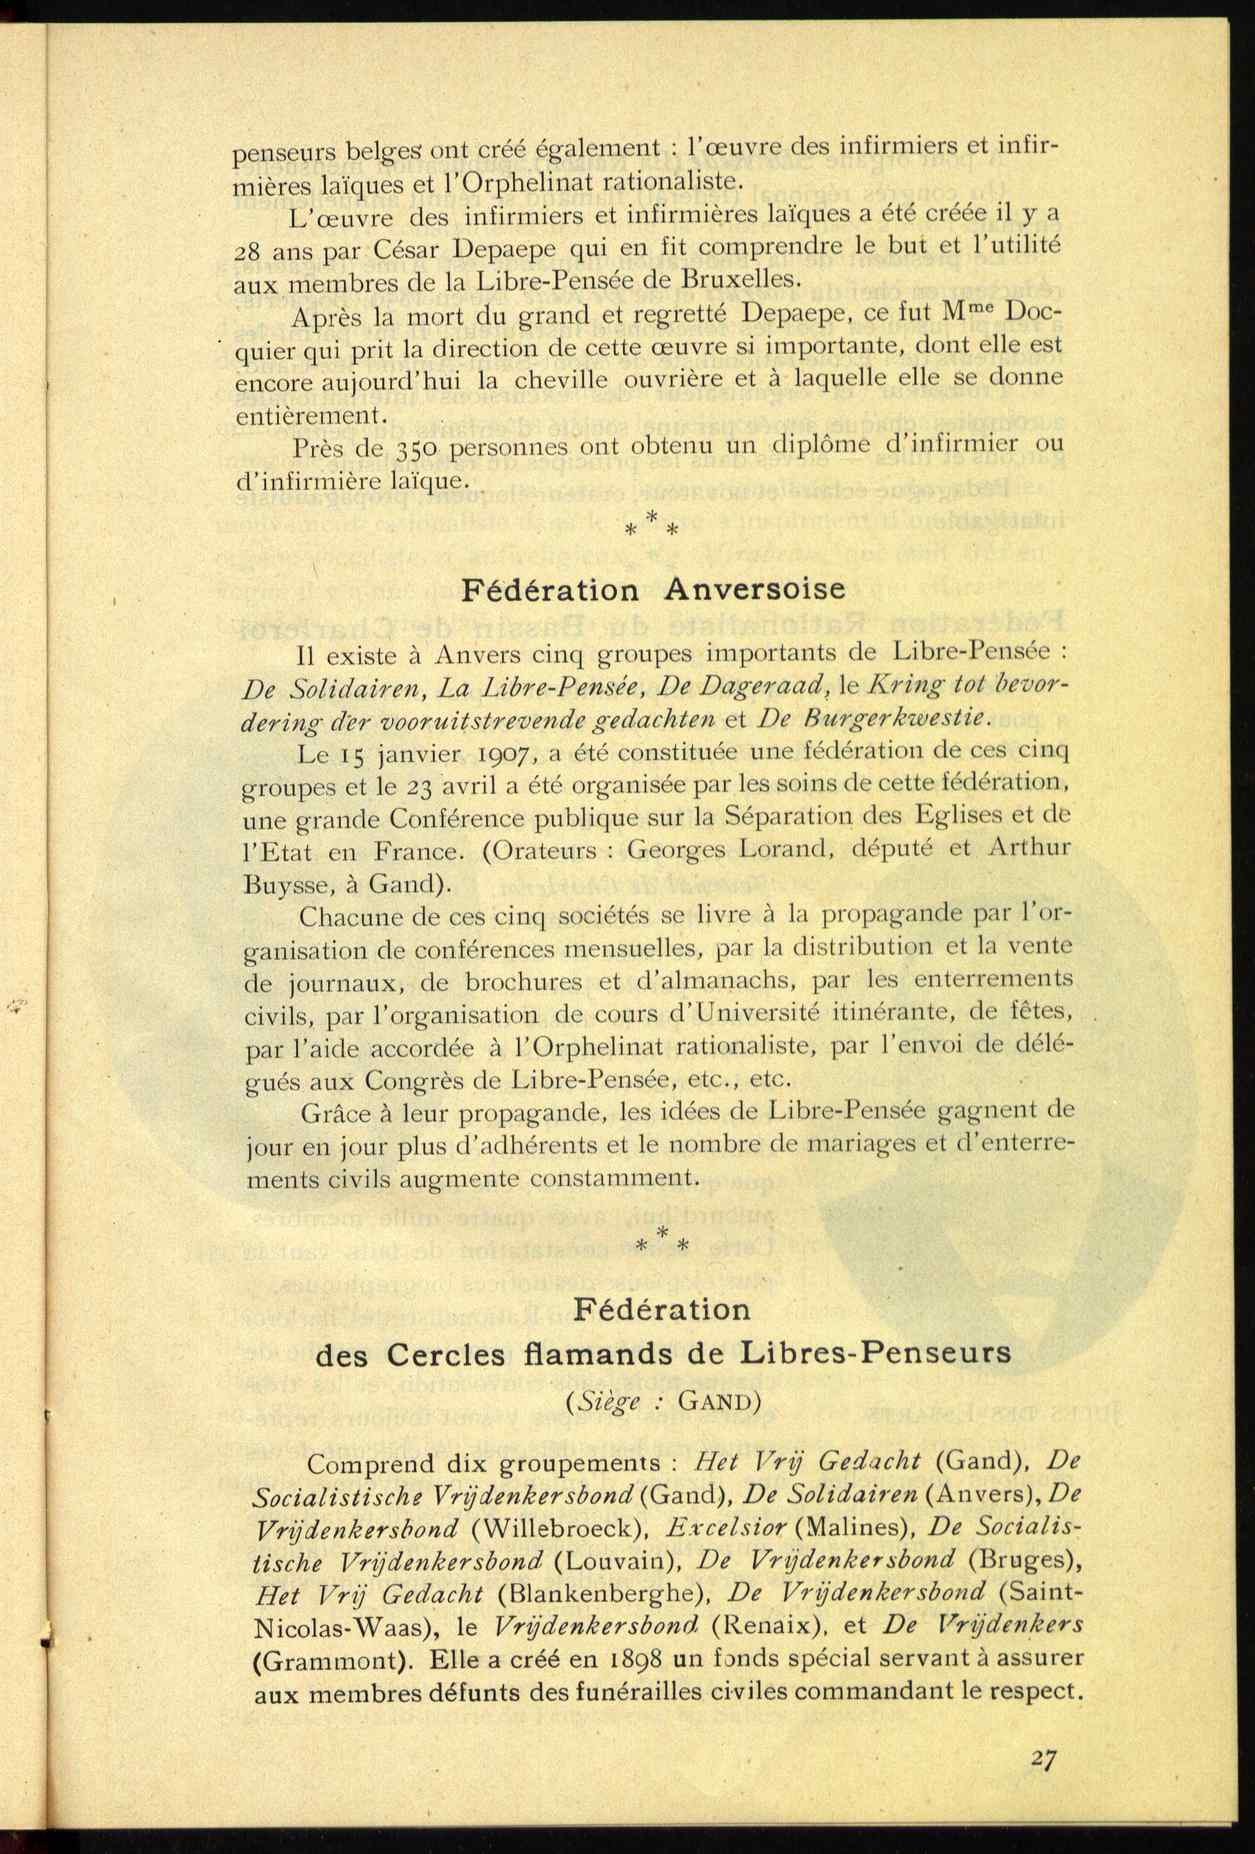 penseurs belges ont créé également : l'œuvre des infirmiers et infir-
mières laïques et l'Orphelinat rationaliste.
L'œuvre des infirmiers et infirmières laïques a été créée il y a
28 ans par César Depaepe qui en fit comprendre le but et l'utilité
aux membres de la Libre-Pensée de Bruxelles.
Après la mort du grand et regretté Depaepe, ce fut Mme Doc-
quier qui prit la direction de cette œuvre si importante, dont elle est
encore aujourd'hui la cheville ouvrière et à laquelle elle se donne
entièrement.
Près de 350 personnes ont obtenu un diplôme d'infirmier ou
d'infirmière laïque.
* * *
Fédération Anversoise
Il existe à Anvers cinq groupes importants de Libre-Pensée :
De Solidairen, La Libre-Pensée, De Dageraad, le Kring tot bevor-
dering der vooruitstrevende gedachten et De Burgerkwestie.
Le 15 janvier 1907, a été constituée une fédération de ces cinq
groupes et le 23 avril a été organisée par les soins de cette fédération,
une grande Conférence publique sur la Séparation des Eglises et de
l'Etat en France. (Orateurs : Georges Lorand, député et Arthur
Buysse, à Gand).
Chacune de ces cinq sociétés se livre à la propagande par l'or-
ganisation de conférences mensuelles, par la distribution et la vente
de journaux, de brochures et d'almanachs, par les enterrements
civils, par l'organisation de cours d'Université itinérante, de fêtes,
par l'aide accordée à l'Orphelinat rationaliste, par l'envoi de délé-
gués aux Congrès de Libre-Pensée, etc., etc.
Grâce à leur propagande, les idées de Libre-Pensée gagnent de
jour en jour plus d'adhérents et le nombre de mariages et d'enterre-
ments civils augmente constamment.
* * *
Fédération
des Cercles flamands de Libres-Penseurs
(Siège : GAND)
Comprend dix groupements : Het Vrij Gedacht (Gand), De
Socialistische Vrijdenkersbond (Gand), De Solidairen (Anvers), De
Vrijdenkersbond (Willebroeck), Excelsior (Malines), De Socialis-
tische Vrijdenkersbond (Louvain), De Vrijdenkersbond (Bruges),
Het Vrij Gedacht (Blankenberghe), De Vrijdenkersbond (Saint-
Nicolas-Waas), le Vrijdenkersbond (Renaix), et De Vrijdenkers
(Grammont). Elle a créé en 1898 un fonds spécial servant à assurer
aux membres défunts des funérailles civiles commandant le respect.
27